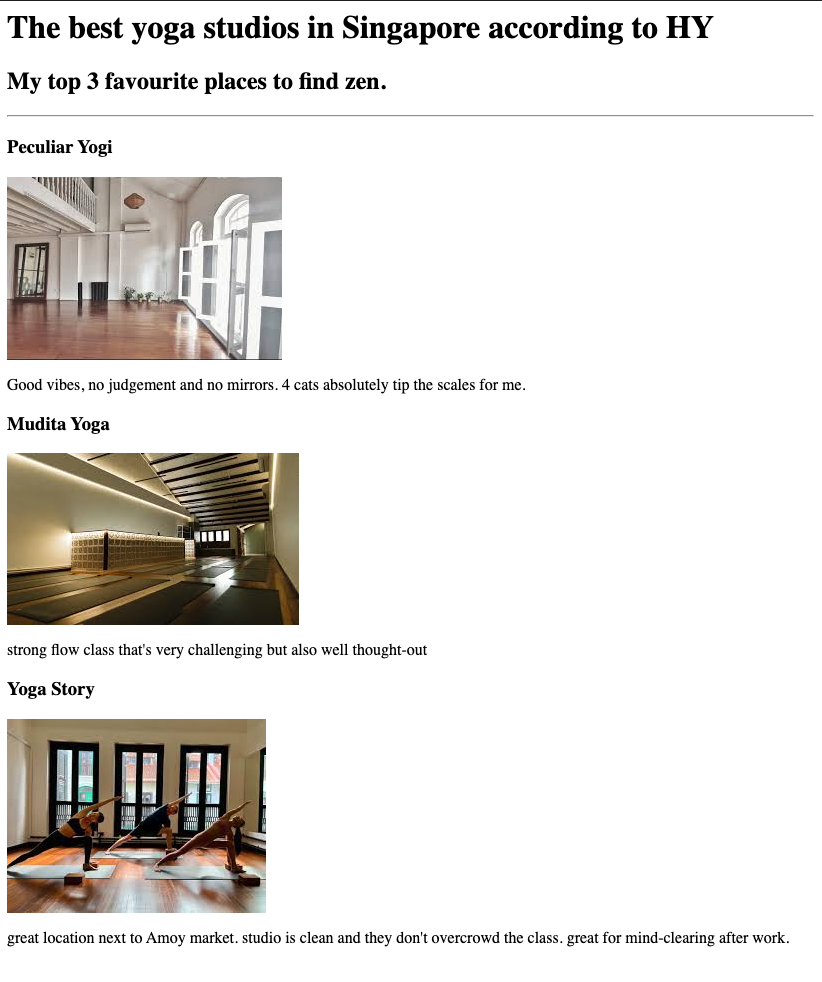 The best yoga studios in Singapore according to HY
My top 3 favourite places to find zen.
Peculiar Yogi
Good vibes, no judgement and no mirrors. 4 cats absolutely tip the scales for me.
Mudita Yoga
strong flow class that's very challenging but also well thought-out
Yoga Story
great location next to Amoy market. studio is clean and they don't overcrowd the class. great for mind-clearing after work.